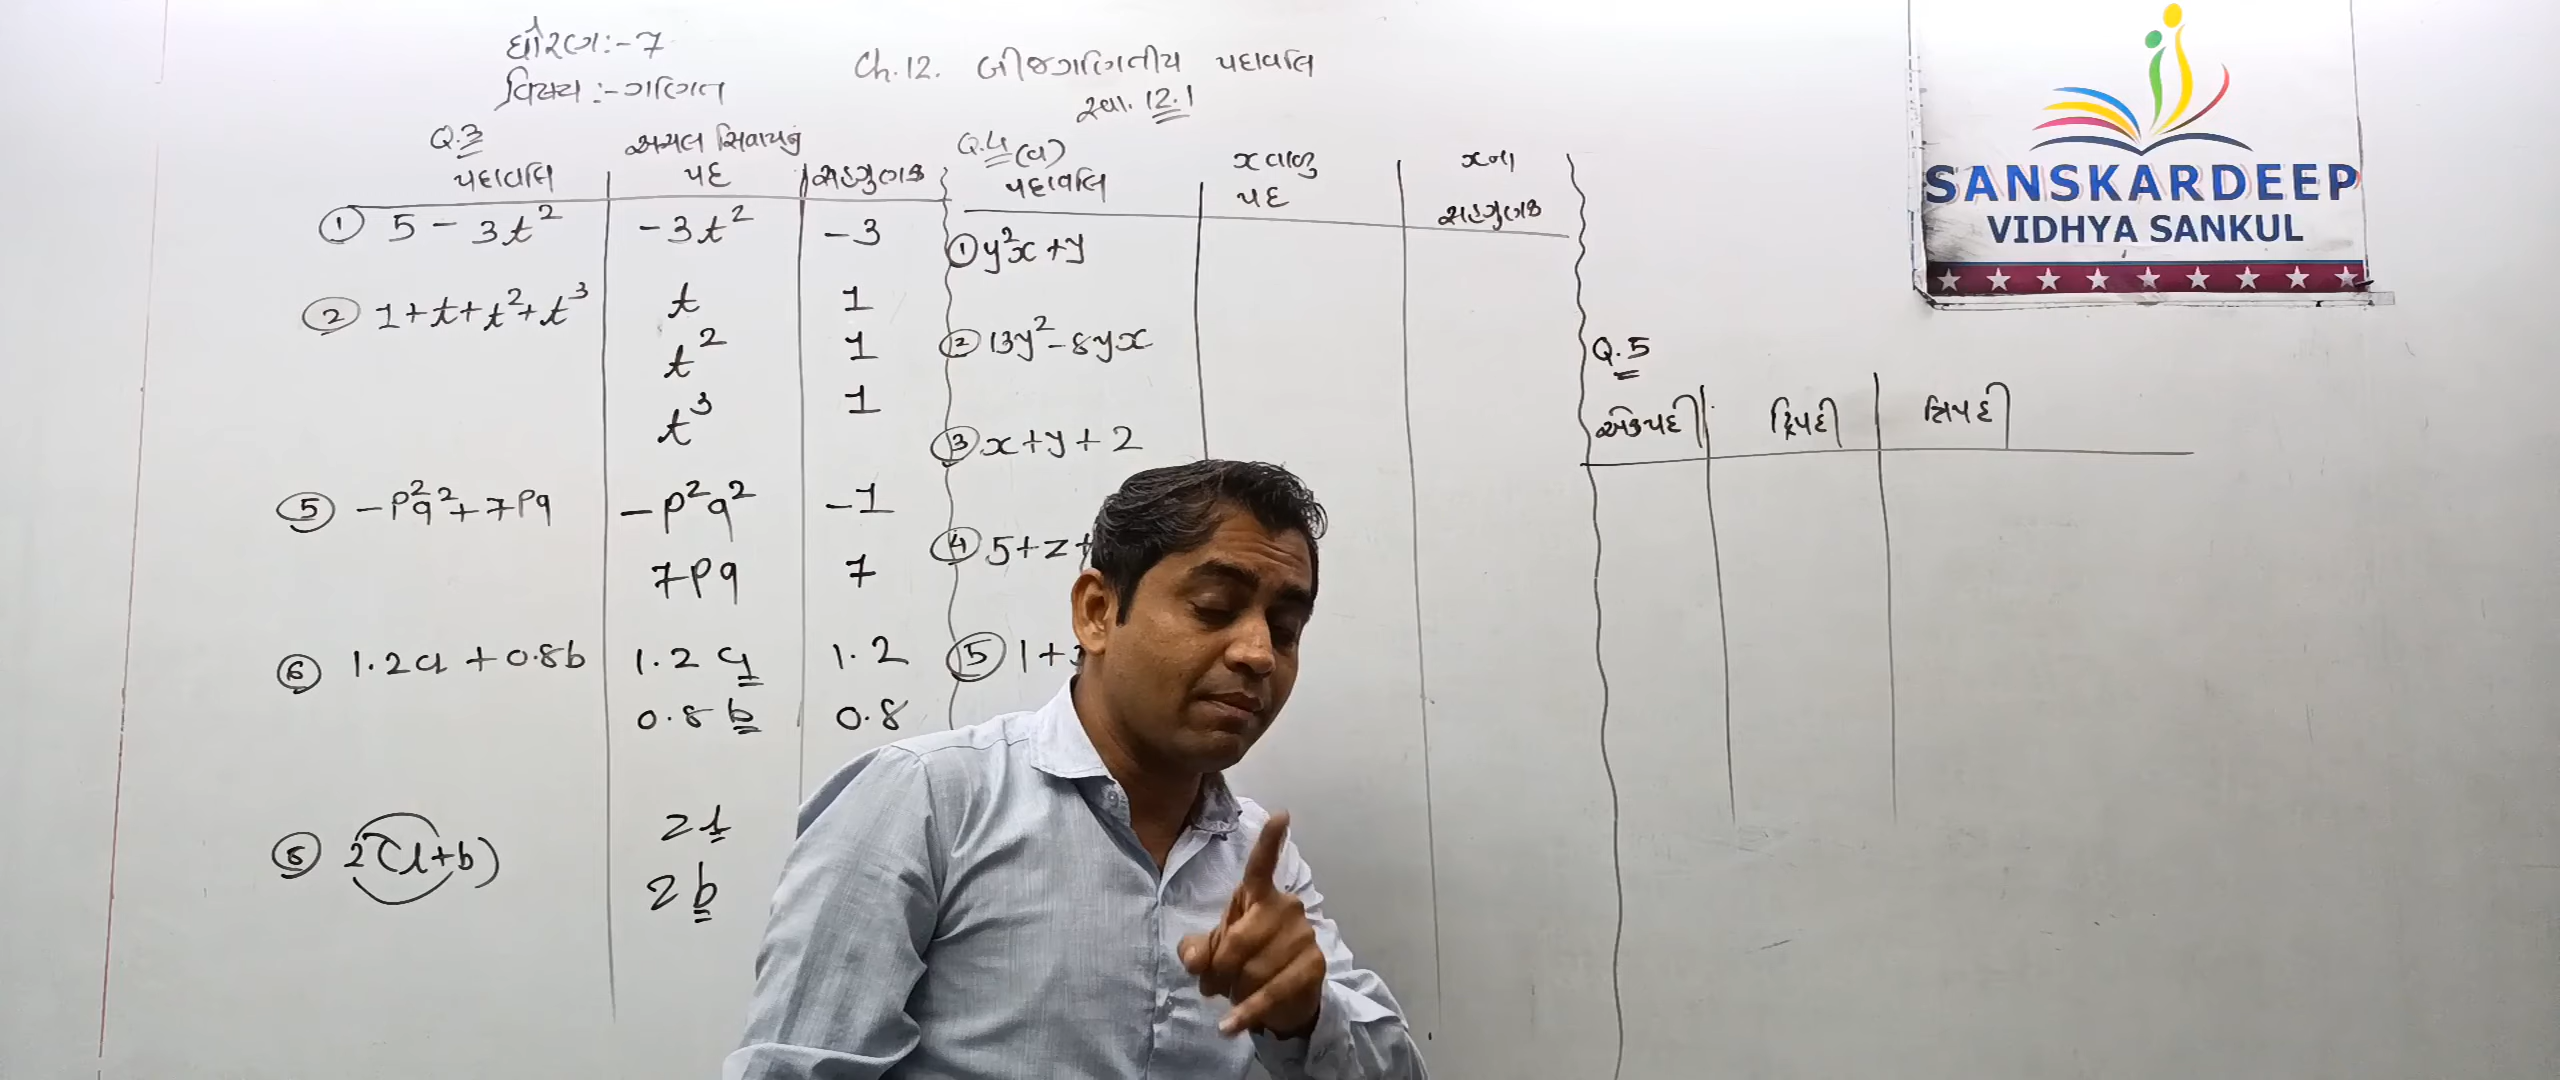 ધોરણ:-7
વિષય:-ગણિત
Ch.12. બીજગણિતીય પદાવલિ
સ્વા. 12.1
Q.3
પદાવલિ
અચલ સિવાયનું
પદ
સહગુણક
① 5 - 3t² -3t² -3
② 1+t+t²+t³ t 1
t² 1
t³ 1
⑤ -p²q²+7pq -p²q² -1
7pq 7
⑥ 1.2a + 0.8b 1.2a 1.2
0.8b 0.8
⑧ 2(l+b) 2l
2b
Q.4 (બ)
પદાવલિ
x વાળુ
પદ
xના
સહગુણક
① y²x + y
② 13y² - 8yx
③ x + y + 2
④ 5+z+
⑤ 1+
Q.5
એકપદી દ્વિપદી ત્રિપદી
SANSKARDEEP
VIDHYA SANKUL